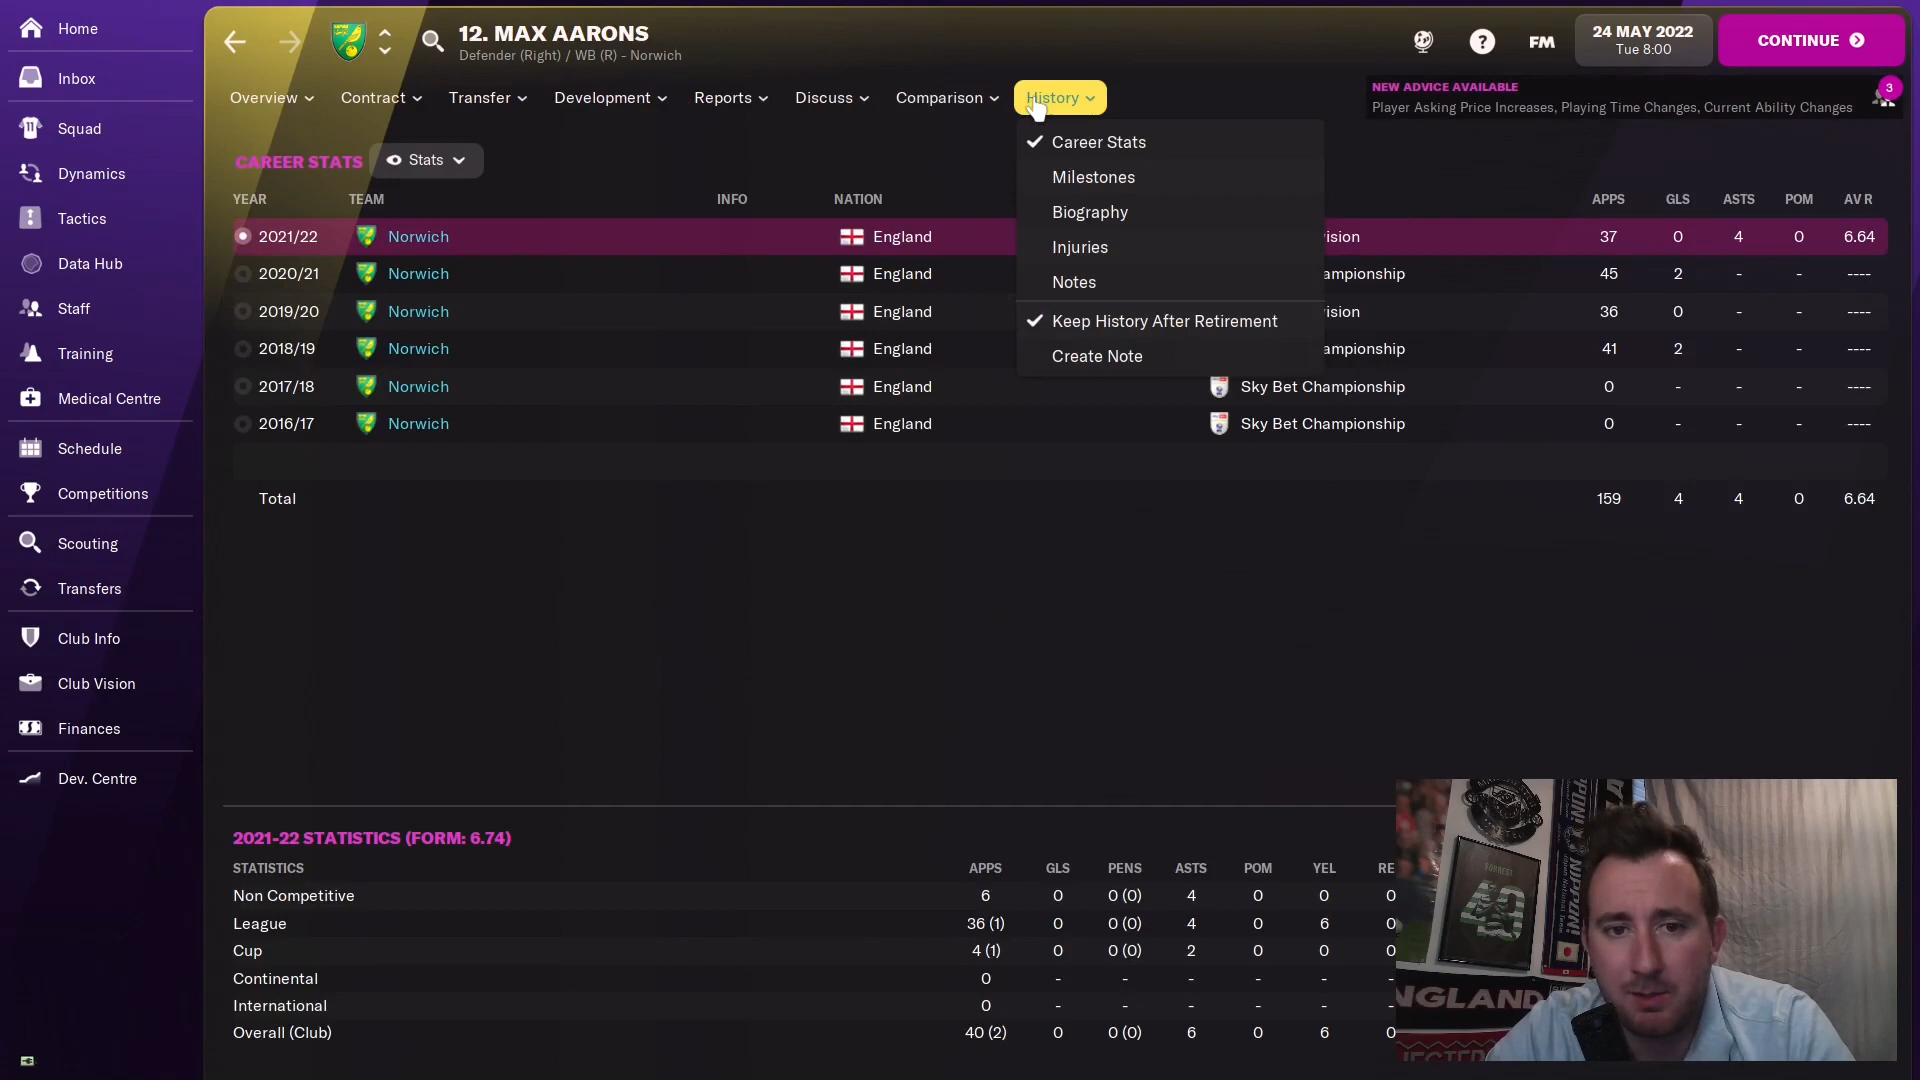 Home
Inbox
Squad
Dynamics
Tactics
Data Hub
Staff
Training
Medical Centre
Schedule
Competitions
Scouting
Transfers
Club Info
Club Vision
Finances
Dev. Centre
12. MAX AARONS
Defender (Right) / WB (R) - Norwich
FM
24 MAY 2022
Tue 8:00
CONTINUE
Overview Contract Transfer Development Reports Discuss Comparison History
NEW ADVICE AVAILABLE
Player Asking Price Increases, Playing Time Changes, Current Ability Changes
3
Career Stats
Milestones
Biography
Injuries
Notes
Keep History After Retirement
Create Note
CAREER STATS Stats
YEAR TEAM INFO NATION APPS GLS ASTS POM AV R
2021/22 Norwich England ision 37 0 4 0 6.64
2020/21 Norwich England ampionship 45 2 - - ----
2019/20 Norwich England ision 36 0 - - ----
2018/19 Norwich England ampionship 41 2 - - ----
2017/18 Norwich England Sky Bet Championship 0 - - - ----
2016/17 Norwich England Sky Bet Championship 0 - - - ----
Total 159 4 4 0 6.64
2021-22 STATISTICS (FORM: 6.74)
STATISTICS APPS GLS PENS ASTS POM YEL RE
Non Competitive 6 0 0 (0) 4 0 0 0
League 36 (1) 0 0 (0) 4 0 6 0
Cup 4 (1) 0 0 (0) 2 0 0 0
Continental 0 - - - - - -
International 0 - - - - - -
Overall (Club) 40 (2) 0 0 (0) 6 0 6 0
FORREST
49
NIPPON!
NGLAND